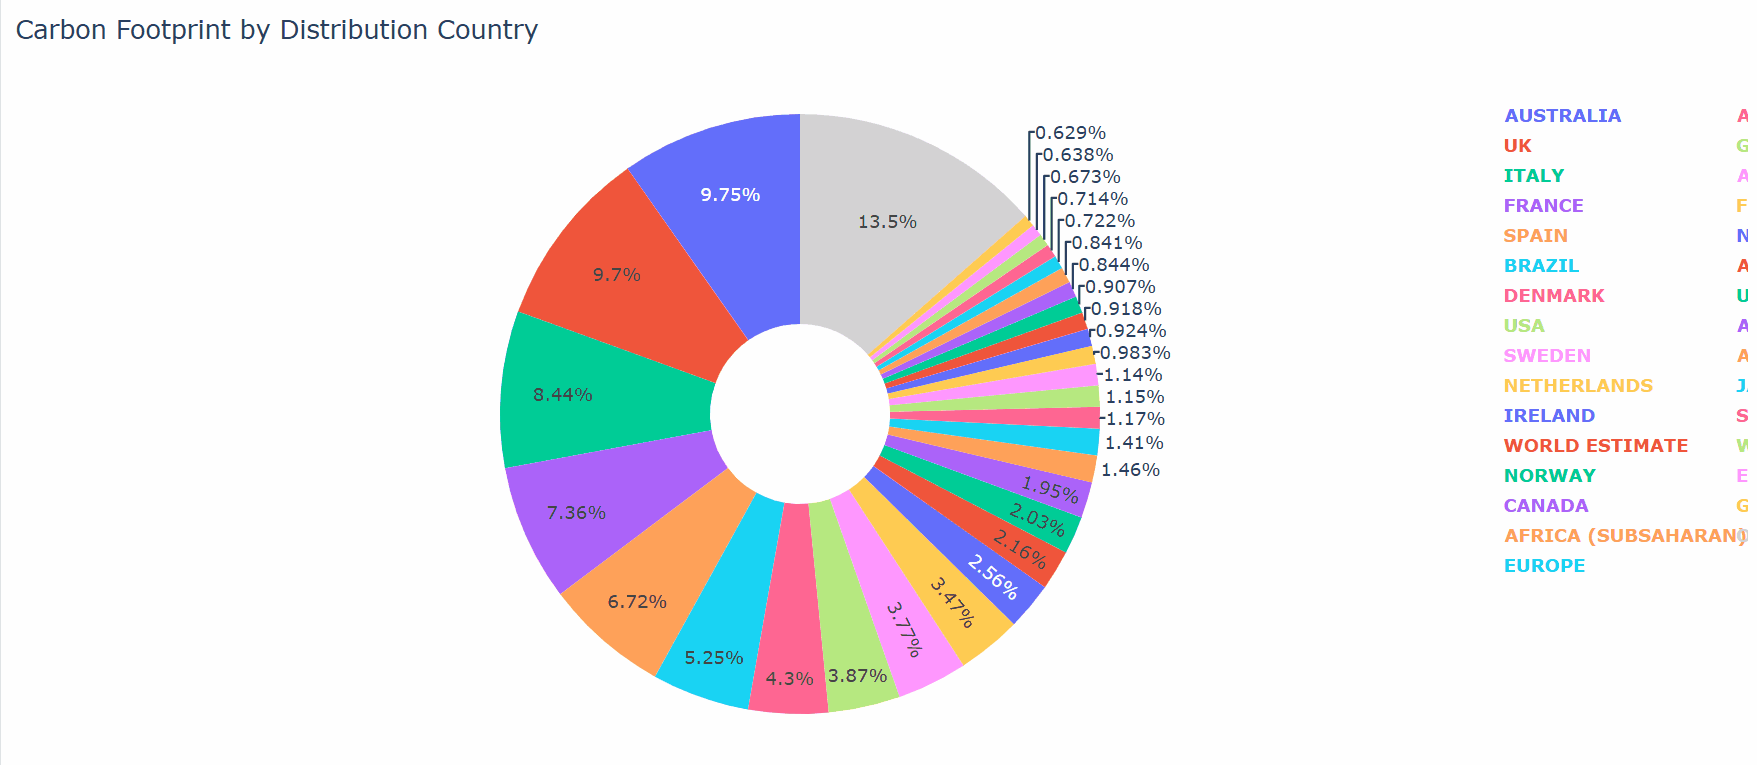 Carbon Footprint by Distribution Country
0.629%
0.638%
0.673%
0.714%
0.722%
0.841%
0.844%
0.907%
0.918%
0.924%
0.983%
1.14%
1.15%
1.17%
1.41%
1.46%
1.95%
2.03%
2.16%
2.56%
3.47%
3.77%
3.87%
4.3%
5.25%
6.72%
7.36%
8.44%
9.7%
9.75%
13.5%
AUSTRALIA
UK
ITALY
FRANCE
SPAIN
BRAZIL
DENMARK
USA
SWEDEN
NETHERLANDS
IRELAND
WORLD ESTIMATE
NORWAY
CANADA
AFRICA (SUBSAHARAN)
EUROPE